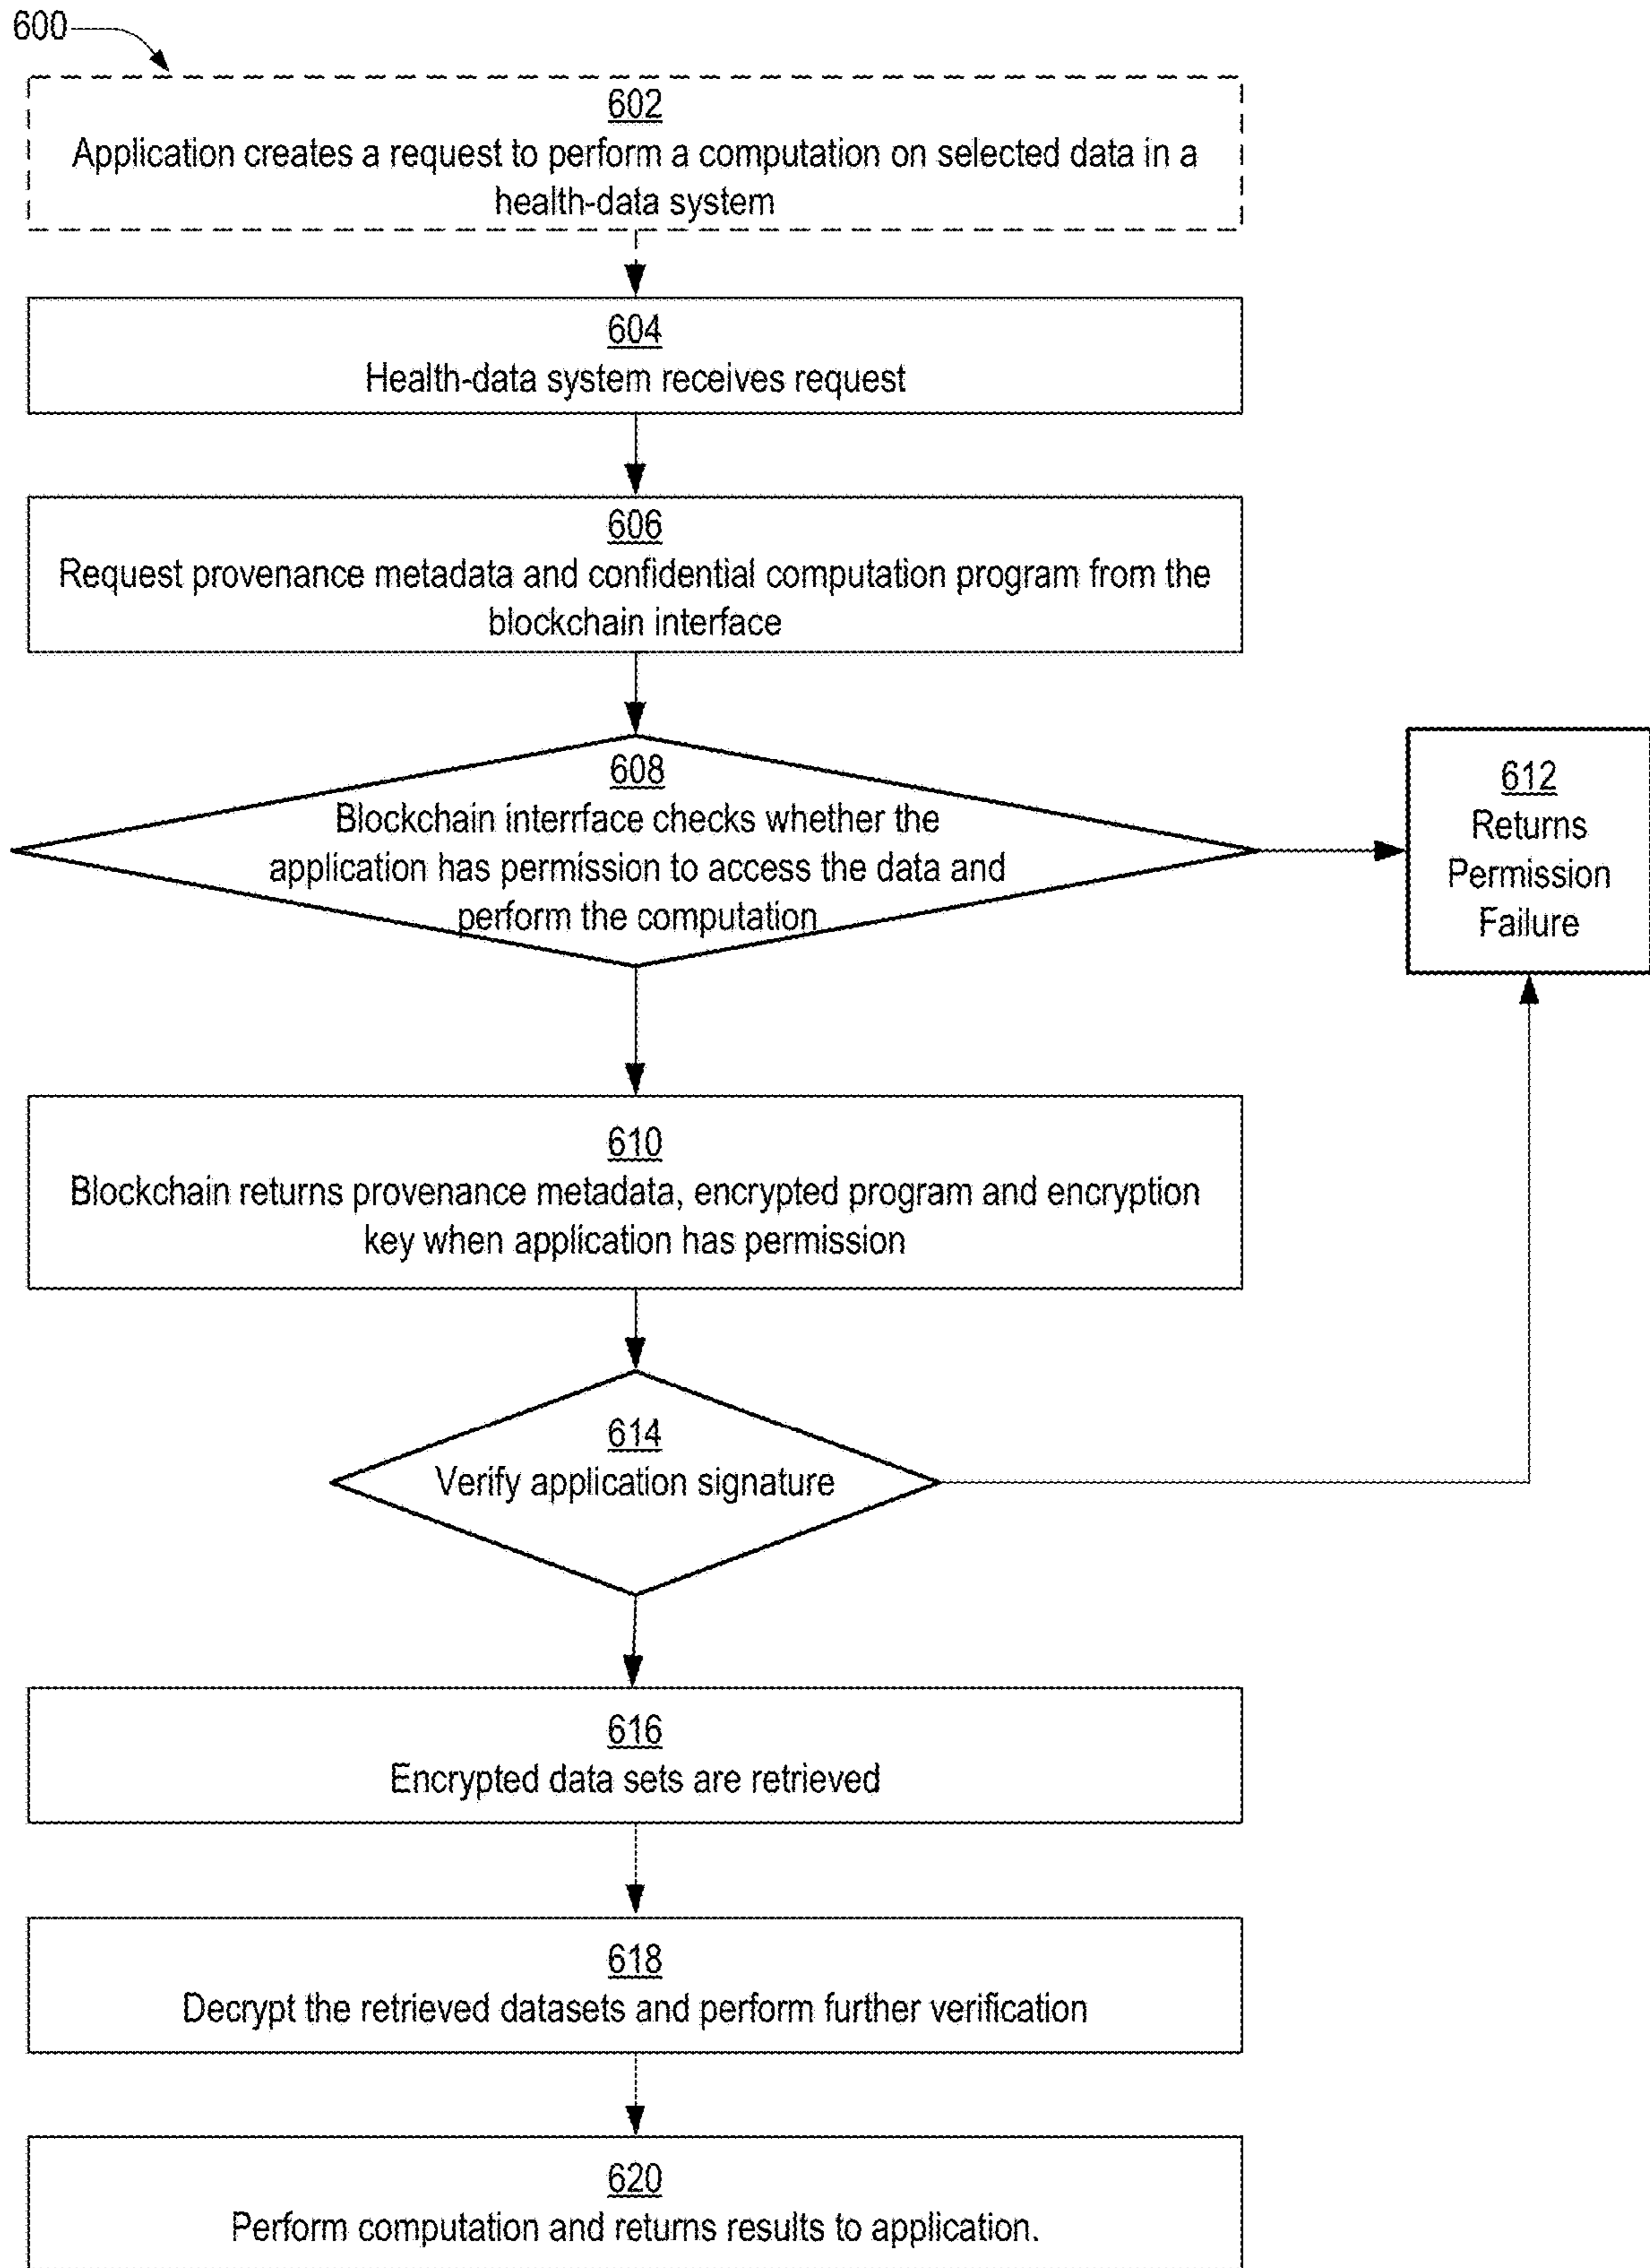 600
602
Application creates a request to perform a computation on selected data in a
health-data system
604
Health-data system receives request
606
Request provenance metadata and confidential computation program from the
blockchain interface
608
Blockchain interrface checks whether the
application has permission to access the data and
perform the computation
612
Returns
Permission
Failure
610
Blockchain returns provenance metadata, encrypted program and encryption
key when application has permission
614
Verify application signature
616
Encrypted data sets are retrieved
618
Decrypt the retrieved datasets and perform further verification
620
Perform computation and returns results to application.